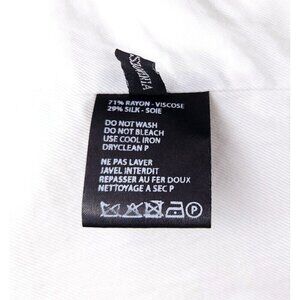 71% RAYON - VISCOSE
29% SILK - SOIE
DO NOT WASH
DO NOT BLEACH
USE COOL IRON
DRYCLEAN P
NE PAS LAVER
JAVEL INTERDIT
REPASSER AU FER DOUX
NETTOYAGE A SEC P
P